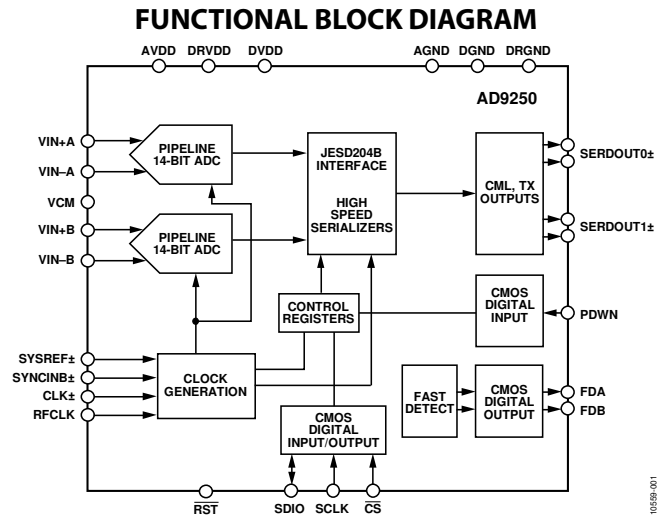 FUNCTIONAL BLOCK DIAGRAM
AVDD DRVDD DVDD AGND DGND DRGND
AD9250
VIN+A
VIN–A
VCM
VIN+B
VIN–B
PIPELINE
14-BIT ADC
PIPELINE
14-BIT ADC
JESD204B
INTERFACE
HIGH
SPEED
SERIALIZERS
CML, TX
OUTPUTS
SERDOUT0±
SERDOUT1±
CONTROL
REGISTERS
CMOS
DIGITAL
INPUT
PDWN
SYSREF±
SYNCINB±
CLK±
RFCLK
CLOCK
GENERATION
CMOS
DIGITAL
INPUT/OUTPUT
FAST
DETECT
CMOS
DIGITAL
OUTPUT
FDA
FDB
RST SDIO SCLK CS
10559-001